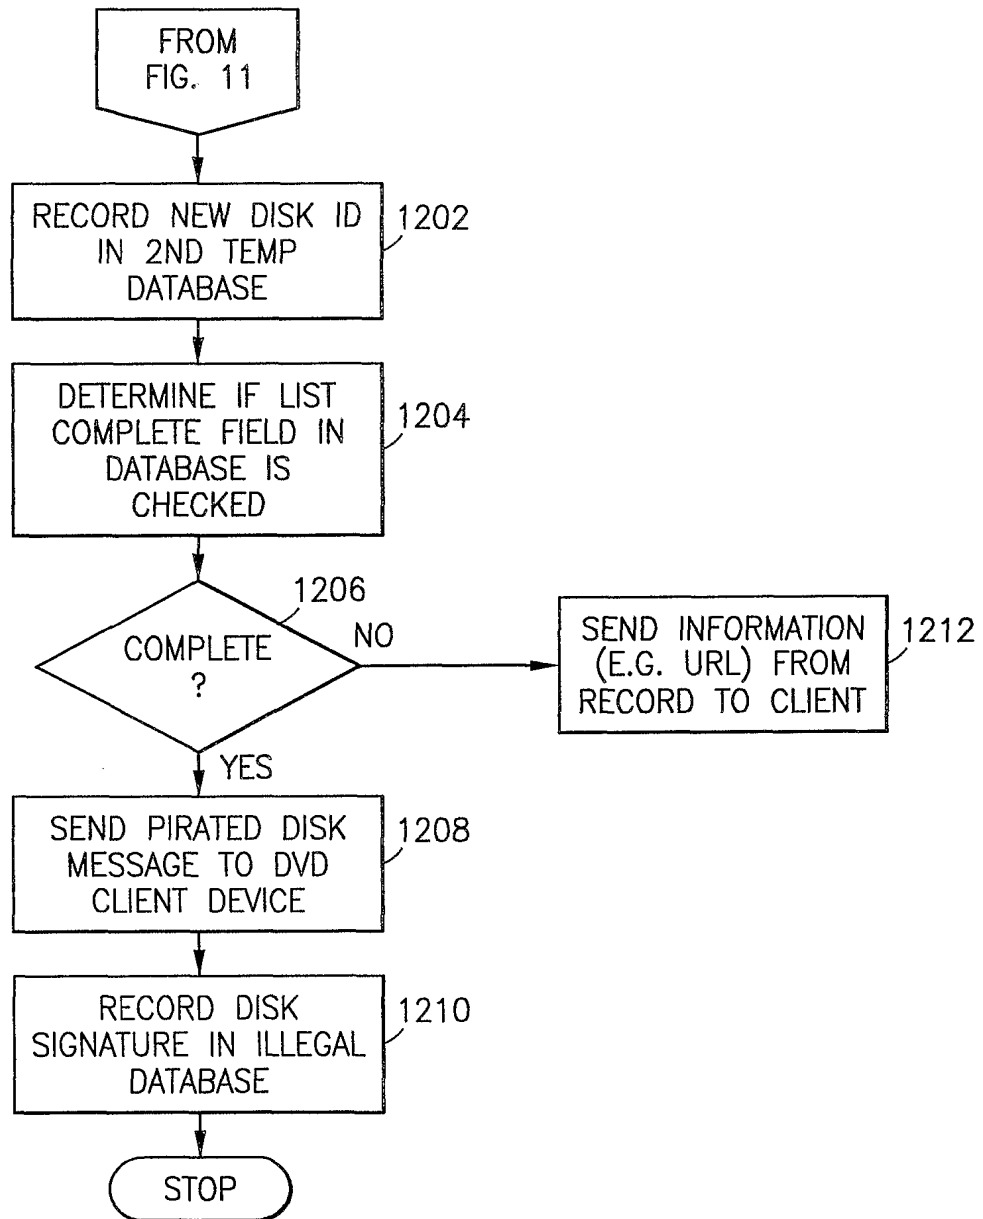 FROM
FIG. 11
RECORD NEW DISK ID
IN 2ND TEMP
DATABASE
1202
DETERMINE IF LIST
COMPLETE FIELD IN
DATABASE IS
CHECKED
1204
1206
COMPLETE
?
NO
SEND INFORMATION
(E.G. URL) FROM
RECORD TO CLIENT
1212
YES
SEND PIRATED DISK
MESSAGE TO DVD
CLIENT DEVICE
1208
RECORD DISK
SIGNATURE IN ILLEGAL
DATABASE
1210
STOP